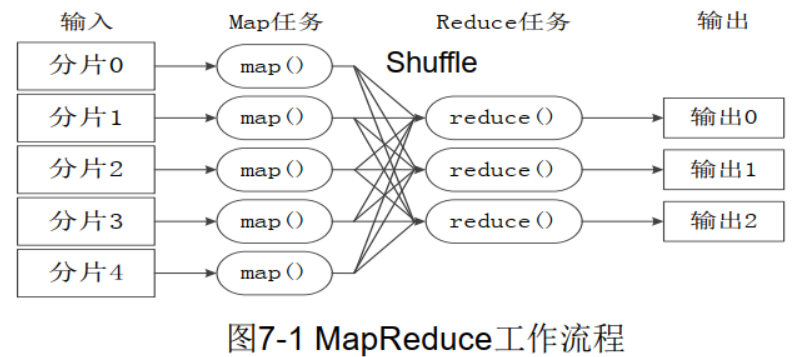 输入 Map任务 Reduce任务 输出
分片0 map() Shuffle
分片1 map() reduce() 输出0
分片2 map() reduce() 输出1
分片3 map() reduce() 输出2
分片4 map()
图7-1 MapReduce工作流程